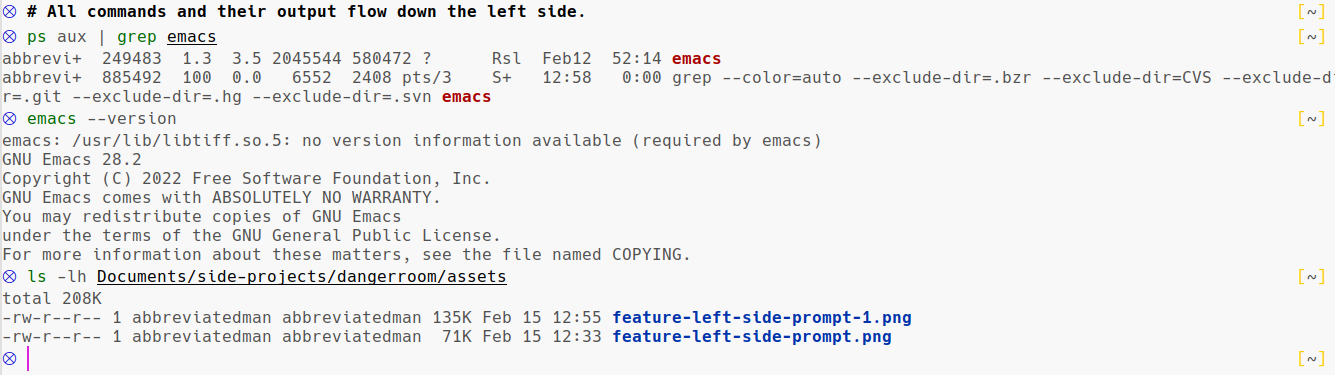 ⊗ # All commands and their output flow down the left side. [~]
⊗ ps aux | grep emacs [~]
abbrevi+  249483  1.3  3.5 2045544 580472 ?      Rsl  Feb12  52:14 emacs
abbrevi+  885492  100  0.0   6552  2408 pts/3    S+   12:58   0:00 grep --color=auto --exclude-dir=.bzr --exclude-dir=CVS --exclude-di
r=.git --exclude-dir=.hg --exclude-dir=.svn emacs
⊗ emacs --version [~]
emacs: /usr/lib/libtiff.so.5: no version information available (required by emacs)
GNU Emacs 28.2
Copyright (C) 2022 Free Software Foundation, Inc.
GNU Emacs comes with ABSOLUTELY NO WARRANTY.
You may redistribute copies of GNU Emacs
under the terms of the GNU General Public License.
For more information about these matters, see the file named COPYING.
⊗ ls -lh Documents/side-projects/dangerroom/assets [~]
total 208K
-rw-r--r-- 1 abbreviatedman abbreviatedman 135K Feb 15 12:55 feature-left-side-prompt-1.png
-rw-r--r-- 1 abbreviatedman abbreviatedman  71K Feb 15 12:33 feature-left-side-prompt.png
⊗ [~]